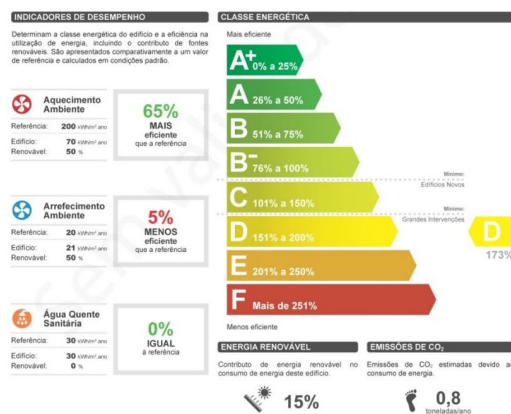 INDICADORES DE DESEMPENHO
Determinam a classe energética do edifício e a eficiência na
utilização de energia, incluindo o contributo de fontes
renováveis. São apresentados comparativamente a um valor
de referência e calculados em condições padrão.
Aquecimento
Ambiente
Referência: 200 kWh/m² ano
Edifício: 70 kWh/m² ano
Renovável: 50 %
65%
MAIS
eficiente
que a referência
Arrefecimento
Ambiente
Referência: 20 kWh/m² ano
Edifício: 21 kWh/m² ano
Renovável: 50 %
5%
MENOS
eficiente
que a referência
Água Quente
Sanitária
Referência: 30 kWh/m² ano
Edifício: 30 kWh/m² ano
Renovável: 0 %
0%
IGUAL
à referência
CLASSE ENERGÉTICA
Mais eficiente
A+ 0% a 25%
A 26% a 50%
B 51% a 75%
B- 76% a 100%
Mínimo:
Edifícios Novos
C 101% a 150%
Mínimo:
Grandes Intervenções
D 151% a 200%
D
173%
E 201% a 250%
F Mais de 251%
Menos eficiente
ENERGIA RENOVÁVEL
Contributo de energia renovável no
consumo de energia deste edifício.
15%
EMISSÕES DE CO₂
Emissões de CO₂ estimadas devido ao
consumo de energia.
0,8
toneladas/ano